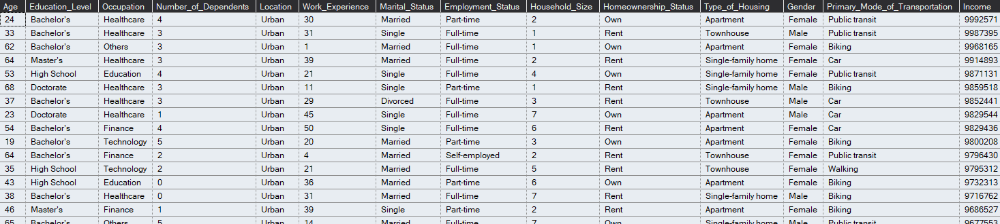 Age Education_Level Occupation Number_of_Dependents Location Work_Experience Marital_Status Employment_Status Household_Size Homeownership_Status Type_of_Housing Gender Primary_Mode_of_Transportation Income
24 Bachelor's Healthcare 4 Urban 30 Married Part-time 2 Own Apartment Female Public transit 9992571
33 Bachelor's Healthcare 3 Urban 31 Single Full-time 1 Rent Townhouse Male Public transit 9987395
62 Bachelor's Others 3 Urban 1 Married Full-time 1 Own Apartment Female Biking 9968165
64 Master's Healthcare 3 Urban 39 Married Full-time 2 Rent Single-family home Female Car 9914893
53 High School Education 4 Urban 21 Single Full-time 4 Own Single-family home Female Public transit 9871131
68 Doctorate Healthcare 3 Urban 11 Single Part-time 1 Rent Single-family home Male Biking 9859518
37 Bachelor's Healthcare 3 Urban 29 Divorced Full-time 3 Rent Townhouse Male Car 9852441
23 Doctorate Healthcare 1 Urban 45 Single Full-time 7 Own Apartment Male Car 9829544
54 Bachelor's Finance 4 Urban 50 Single Full-time 6 Rent Apartment Female Car 9829436
19 Bachelor's Technology 5 Urban 20 Married Part-time 3 Own Apartment Female Biking 9800208
64 Bachelor's Finance 2 Urban 4 Married Self-employed 2 Rent Townhouse Female Public transit 9796430
35 High School Technology 2 Urban 21 Married Full-time 5 Rent Townhouse Female Walking 9795312
43 High School Education 0 Urban 36 Married Part-time 6 Own Apartment Female Biking 9732313
38 Bachelor's Healthcare 0 Urban 31 Married Full-time 7 Rent Single-family home Male Biking 9716762
46 Master's Finance 1 Urban 39 Single Part-time 2 Rent Apartment Female Biking 9686527
65 Bachelor's Others 5 Urban 14 Married Full-time 7 Own Single-family home Male Public transit 9677553